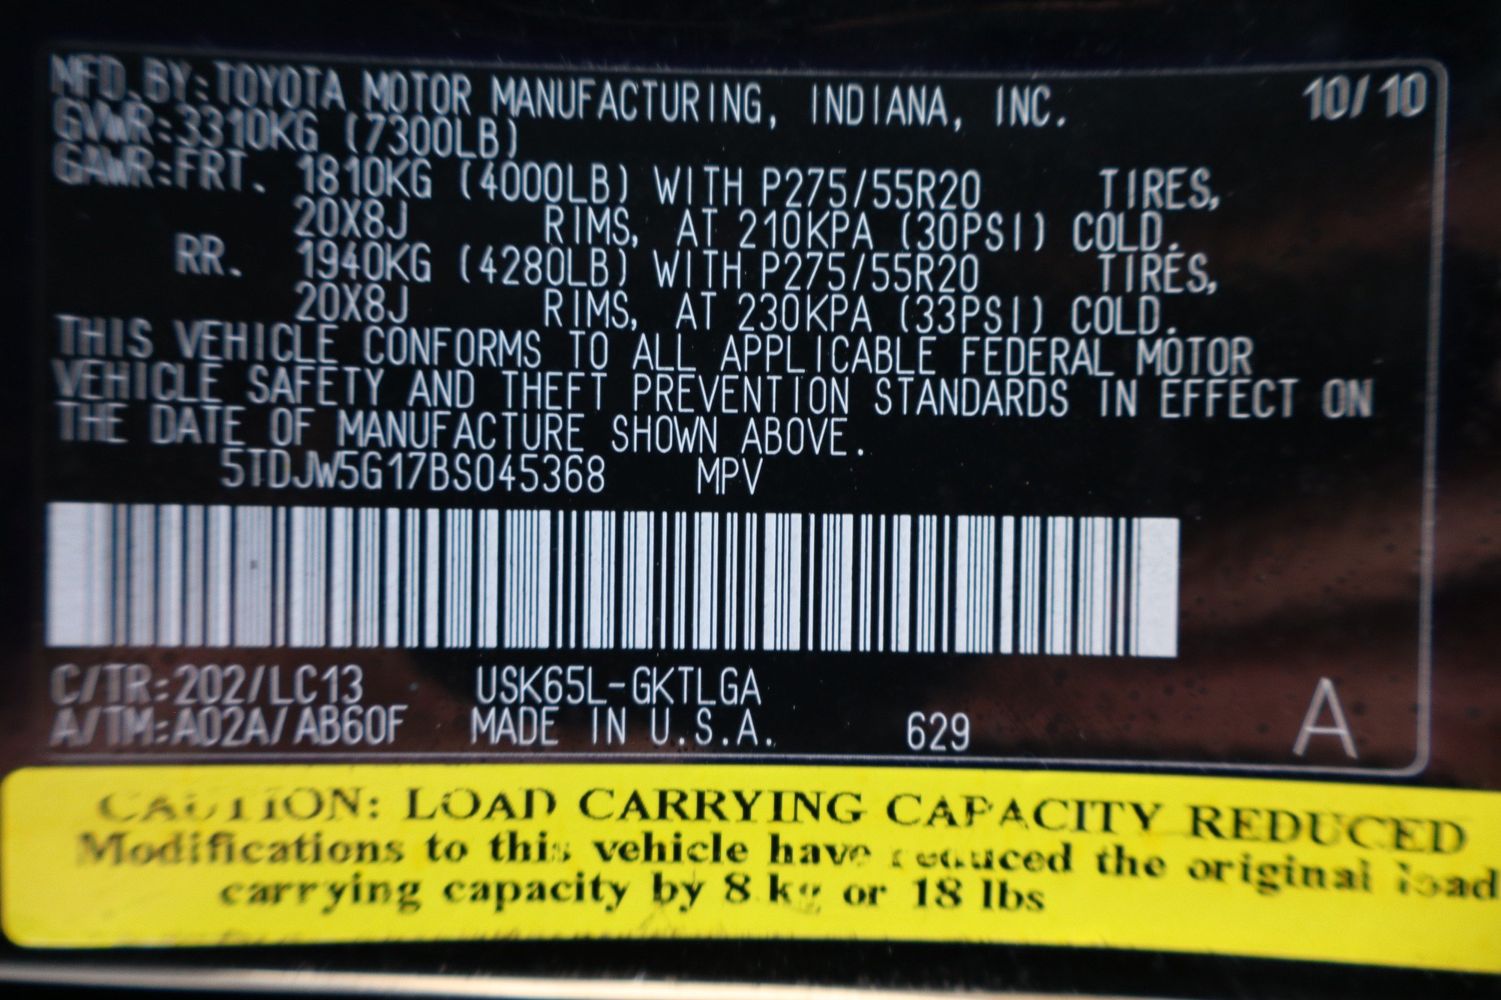 MFD.BY:TOYOTA MOTOR MANUFACTURING, INDIANA, INC. 10/10
GVWR:3310KG (7300LB)
GAWR:FRT. 1810KG (4000LB) WITH P275/55R20 TIRES,
20X8J RIMS, AT 210KPA (30PSI) COLD.
RR. 1940KG (4280LB) WITH P275/55R20 TIRES,
20X8J RIMS, AT 230KPA (33PSI) COLD.
THIS VEHICLE CONFORMS TO ALL APPLICABLE FEDERAL MOTOR
VEHICLE SAFETY AND THEFT PREVENTION STANDARDS IN EFFECT ON
THE DATE OF MANUFACTURE SHOWN ABOVE.
5TDJW5G17BS045368 MPV
C/TR:202/LC13 USK65L-GKTLGA
A/TM:A02A/AB60F MADE IN U.S.A. 629 A
CAUTION: LOAD CARRYING CAPACITY REDUCED
Modifications to this vehicle have reduced the original load
carrying capacity by 8 kg or 18 lbs